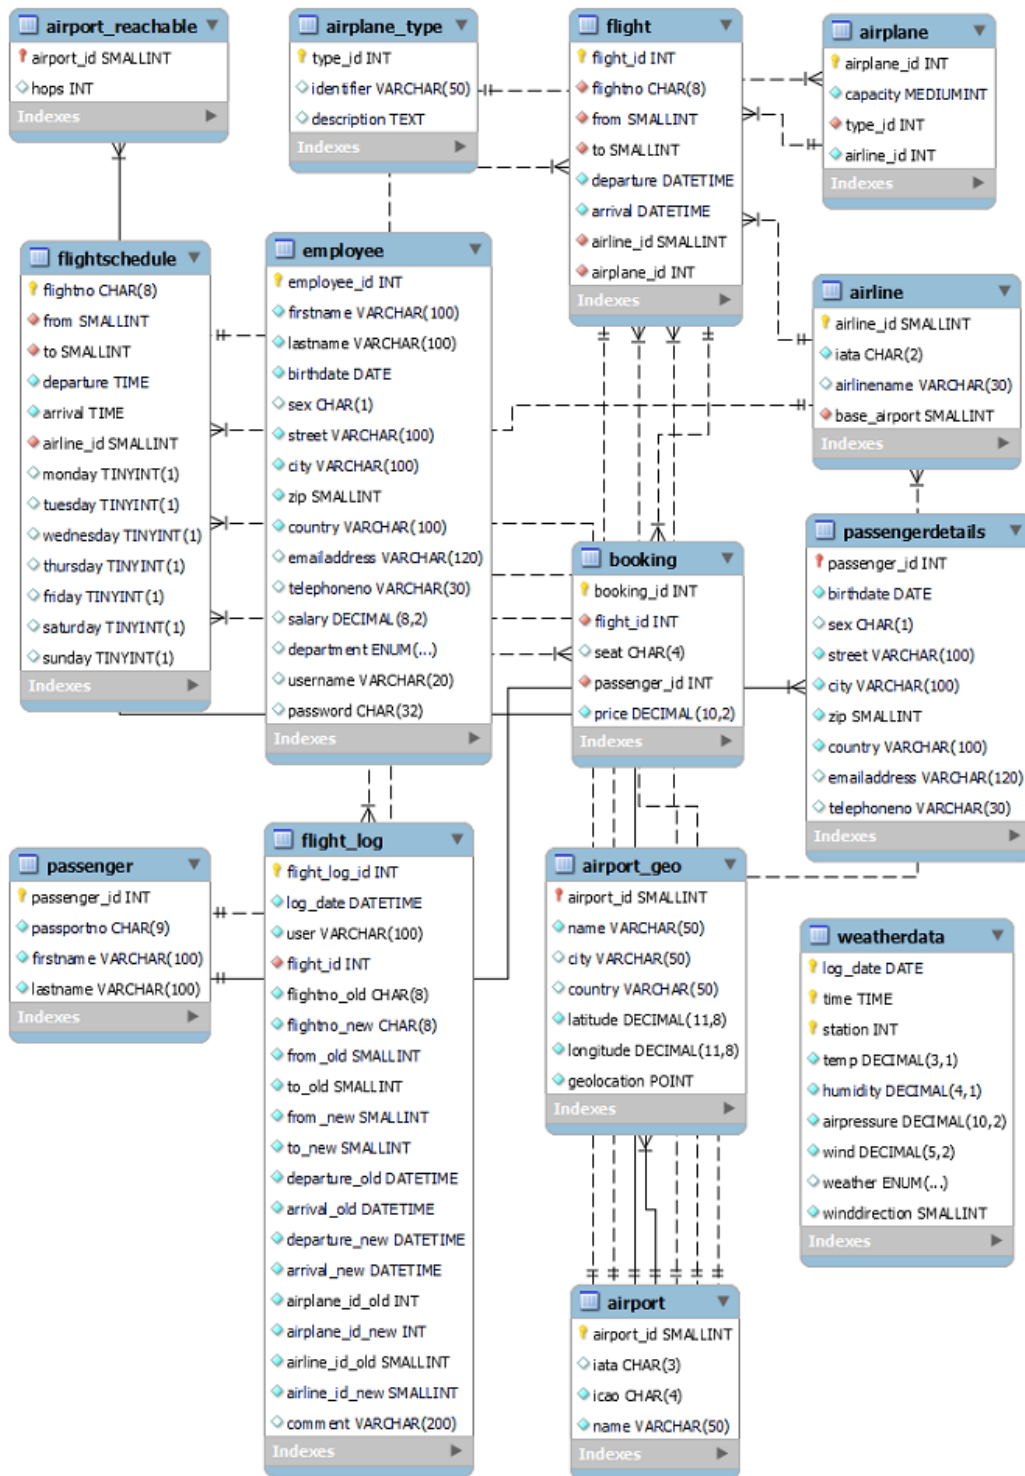 airport_reachable
airport_id SMALLINT
hops INT
Indexes
airplane_type
type_id INT
identifier VARCHAR(50)
description TEXT
Indexes
flight
flight_id INT
flightno CHAR(8)
from SMALLINT
to SMALLINT
departure DATETIME
arrival DATETIME
airline_id SMALLINT
airplane_id INT
Indexes
airplane
airplane_id INT
capacity MEDIUMINT
type_id INT
airline_id INT
Indexes
flightschedule
flightno CHAR(8)
from SMALLINT
to SMALLINT
departure TIME
arrival TIME
airline_id SMALLINT
monday TINYINT(1)
tuesday TINYINT(1)
wednesday TINYINT(1)
thursday TINYINT(1)
friday TINYINT(1)
saturday TINYINT(1)
sunday TINYINT(1)
Indexes
employee
employee_id INT
firstname VARCHAR(100)
lastname VARCHAR(100)
birthdate DATE
sex CHAR(1)
street VARCHAR(100)
city VARCHAR(100)
zip SMALLINT
country VARCHAR(100)
emailaddress VARCHAR(120)
telephoneno VARCHAR(30)
salary DECIMAL(8,2)
department ENUM(...)
username VARCHAR(20)
password CHAR(32)
Indexes
airline
airline_id SMALLINT
iata CHAR(2)
airlinename VARCHAR(30)
base_airport SMALLINT
Indexes
booking
booking_id INT
flight_id INT
seat CHAR(4)
passenger_id INT
price DECIMAL(10,2)
Indexes
passengerdetails
passenger_id INT
birthdate DATE
sex CHAR(1)
street VARCHAR(100)
city VARCHAR(100)
zip SMALLINT
country VARCHAR(100)
emailaddress VARCHAR(120)
telephoneno VARCHAR(30)
Indexes
passenger
passenger_id INT
passportno CHAR(9)
firstname VARCHAR(100)
lastname VARCHAR(100)
Indexes
flight_log
flight_log_id INT
log_date DATETIME
user VARCHAR(100)
flight_id INT
flightno_old CHAR(8)
flightno_new CHAR(8)
from_old SMALLINT
to_old SMALLINT
from_new SMALLINT
to_new SMALLINT
departure_old DATETIME
arrival_old DATETIME
departure_new DATETIME
arrival_new DATETIME
airplane_id_old INT
airplane_id_new INT
airline_id_old SMALLINT
airline_id_new SMALLINT
comment VARCHAR(200)
Indexes
airport_geo
airport_id SMALLINT
name VARCHAR(50)
city VARCHAR(50)
country VARCHAR(50)
latitude DECIMAL(11,8)
longitude DECIMAL(11,8)
geolocation POINT
Indexes
weatherdata
log_date DATE
time TIME
station INT
temp DECIMAL(3,1)
humidity DECIMAL(4,1)
airpressure DECIMAL(10,2)
wind DECIMAL(5,2)
weather ENUM(...)
winddirection SMALLINT
Indexes
airport
airport_id SMALLINT
iata CHAR(3)
icao CHAR(4)
name VARCHAR(50)
Indexes